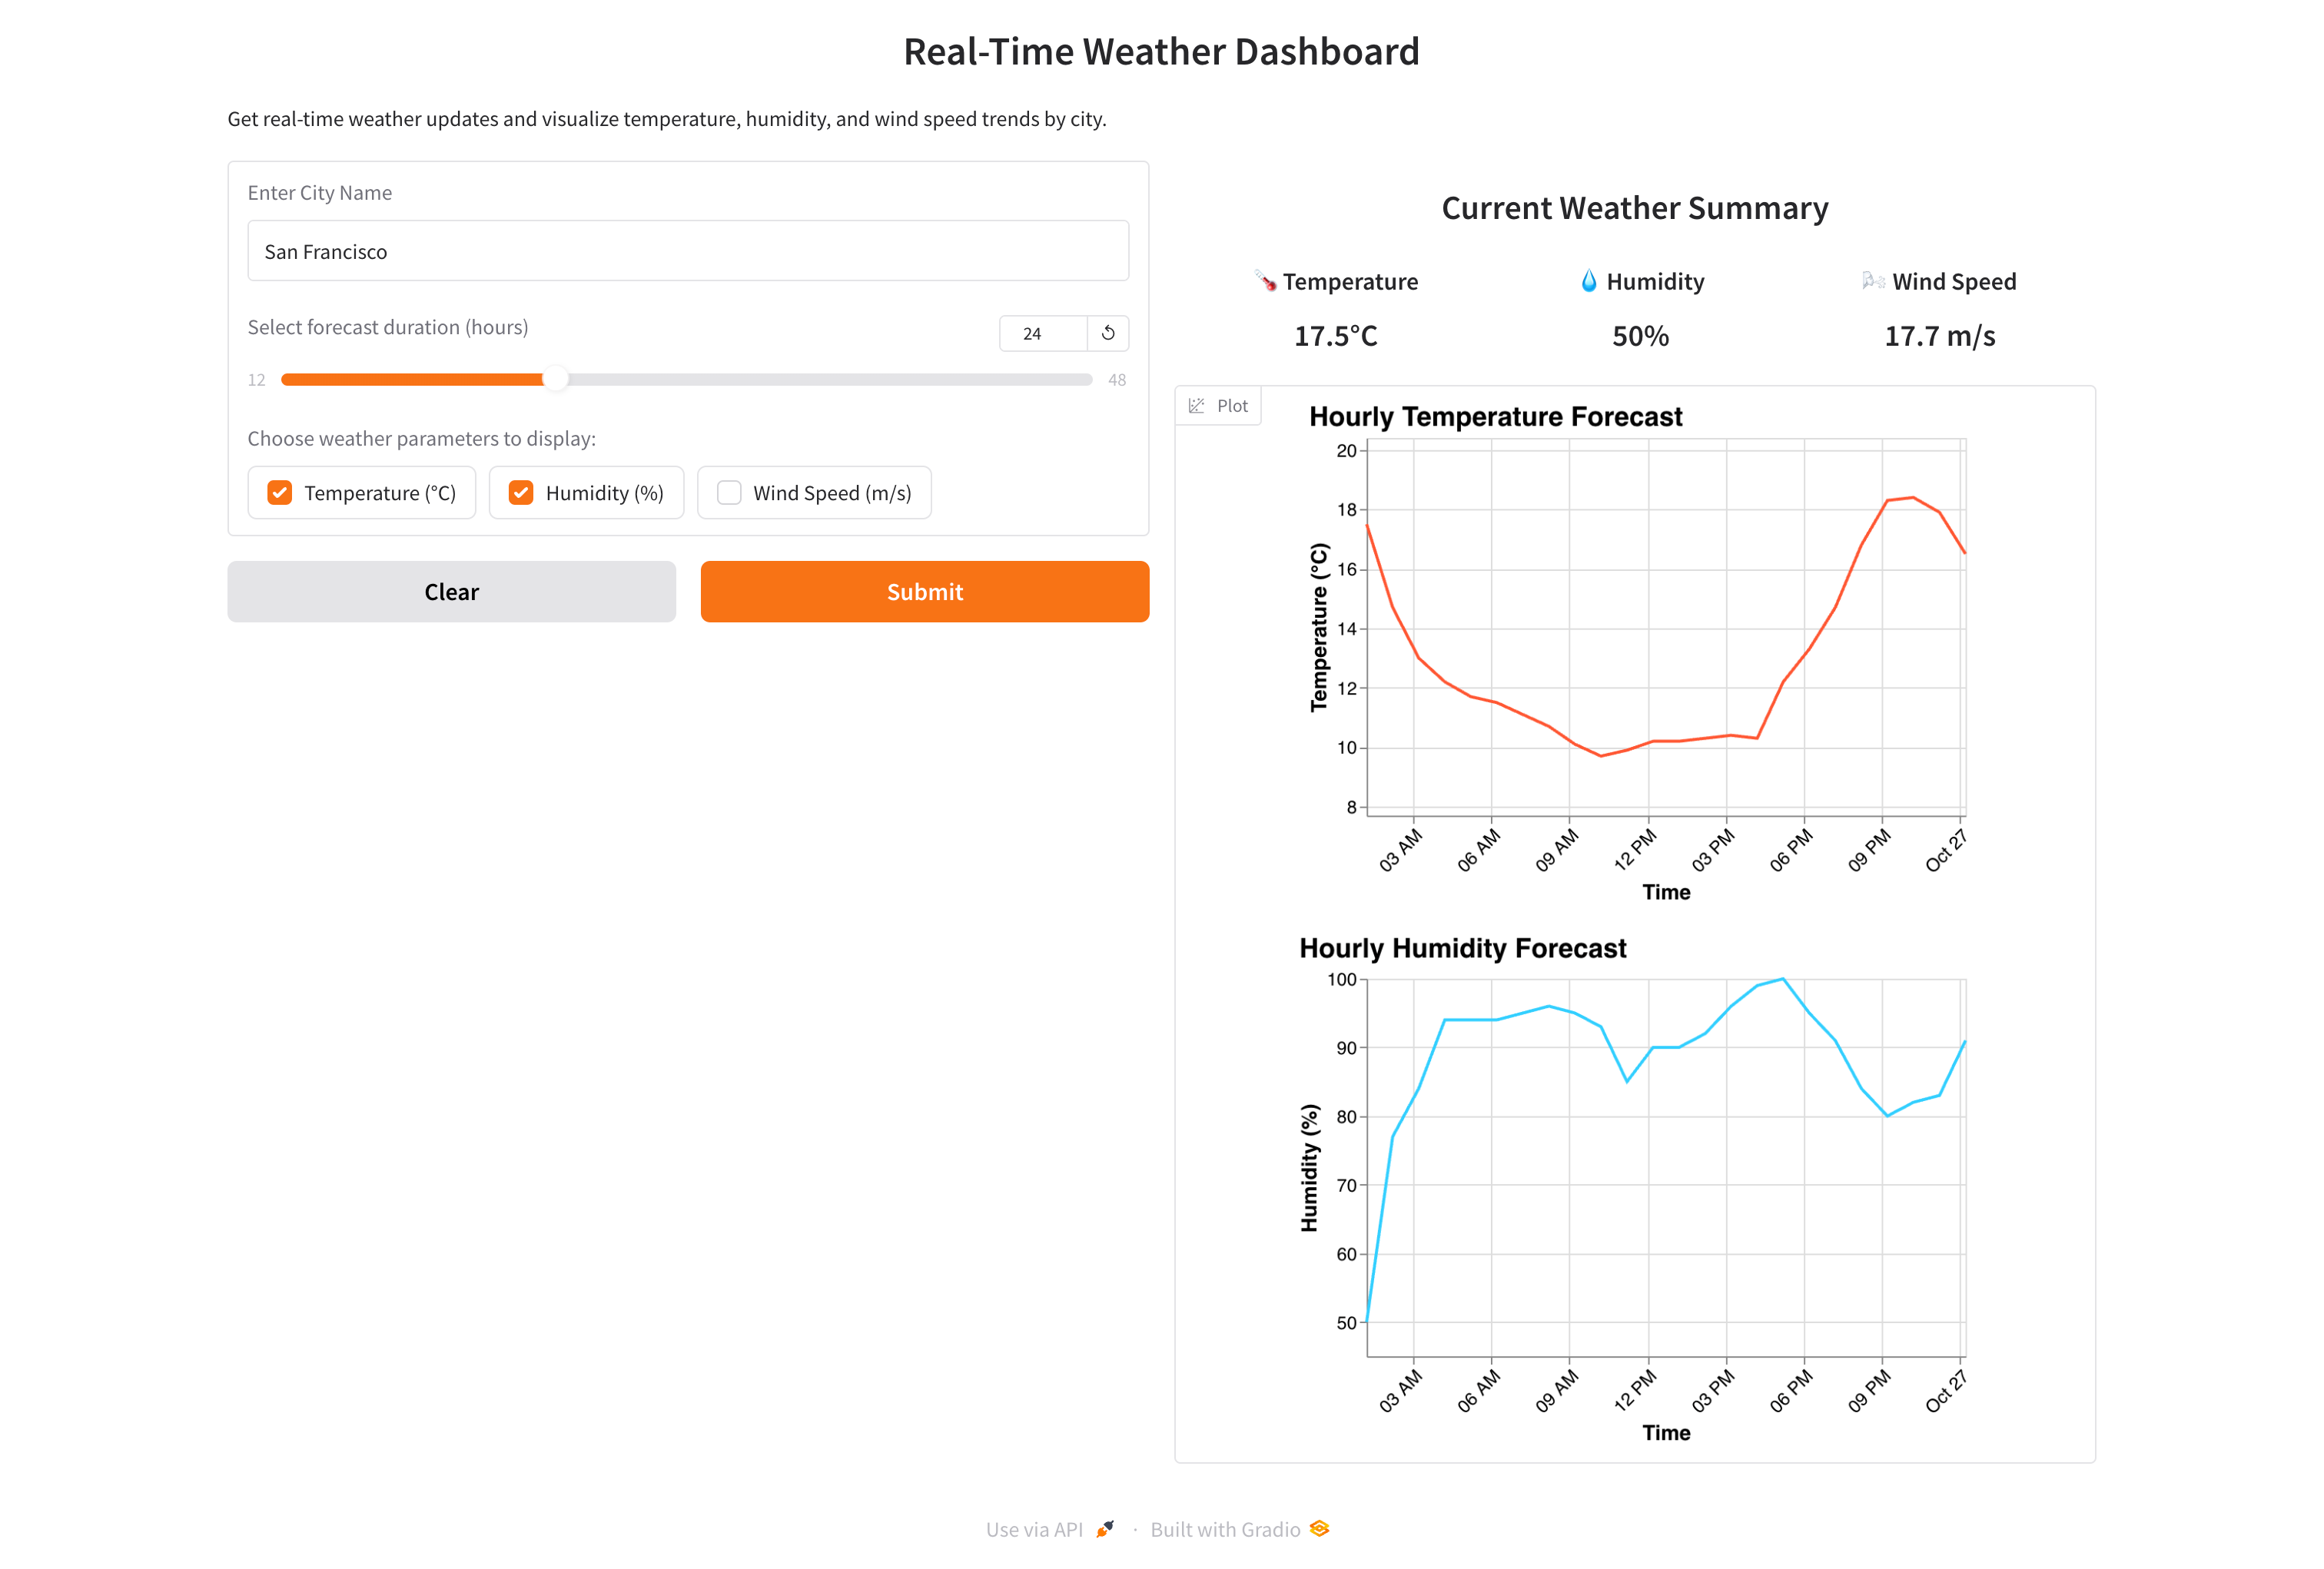 Real-Time Weather Dashboard
Get real-time weather updates and visualize temperature, humidity, and wind speed trends by city.
Enter City Name
San Francisco
Select forecast duration (hours)
24
12
48
Choose weather parameters to display:
Temperature (°C)
Humidity (%)
Wind Speed (m/s)
Clear
Submit
Current Weather Summary
Temperature
Humidity
Wind Speed
17.5°C
50%
17.7 m/s
Plot
Hourly Temperature Forecast
Temperature (°C)
20
18
16
14
12
10
8
03 AM
06 AM
09 AM
12 PM
03 PM
06 PM
09 PM
Oct 27
Time
Hourly Humidity Forecast
Humidity (%)
100
90
80
70
60
50
03 AM
06 AM
09 AM
12 PM
03 PM
06 PM
09 PM
Oct 27
Time
Use via API · Built with Gradio